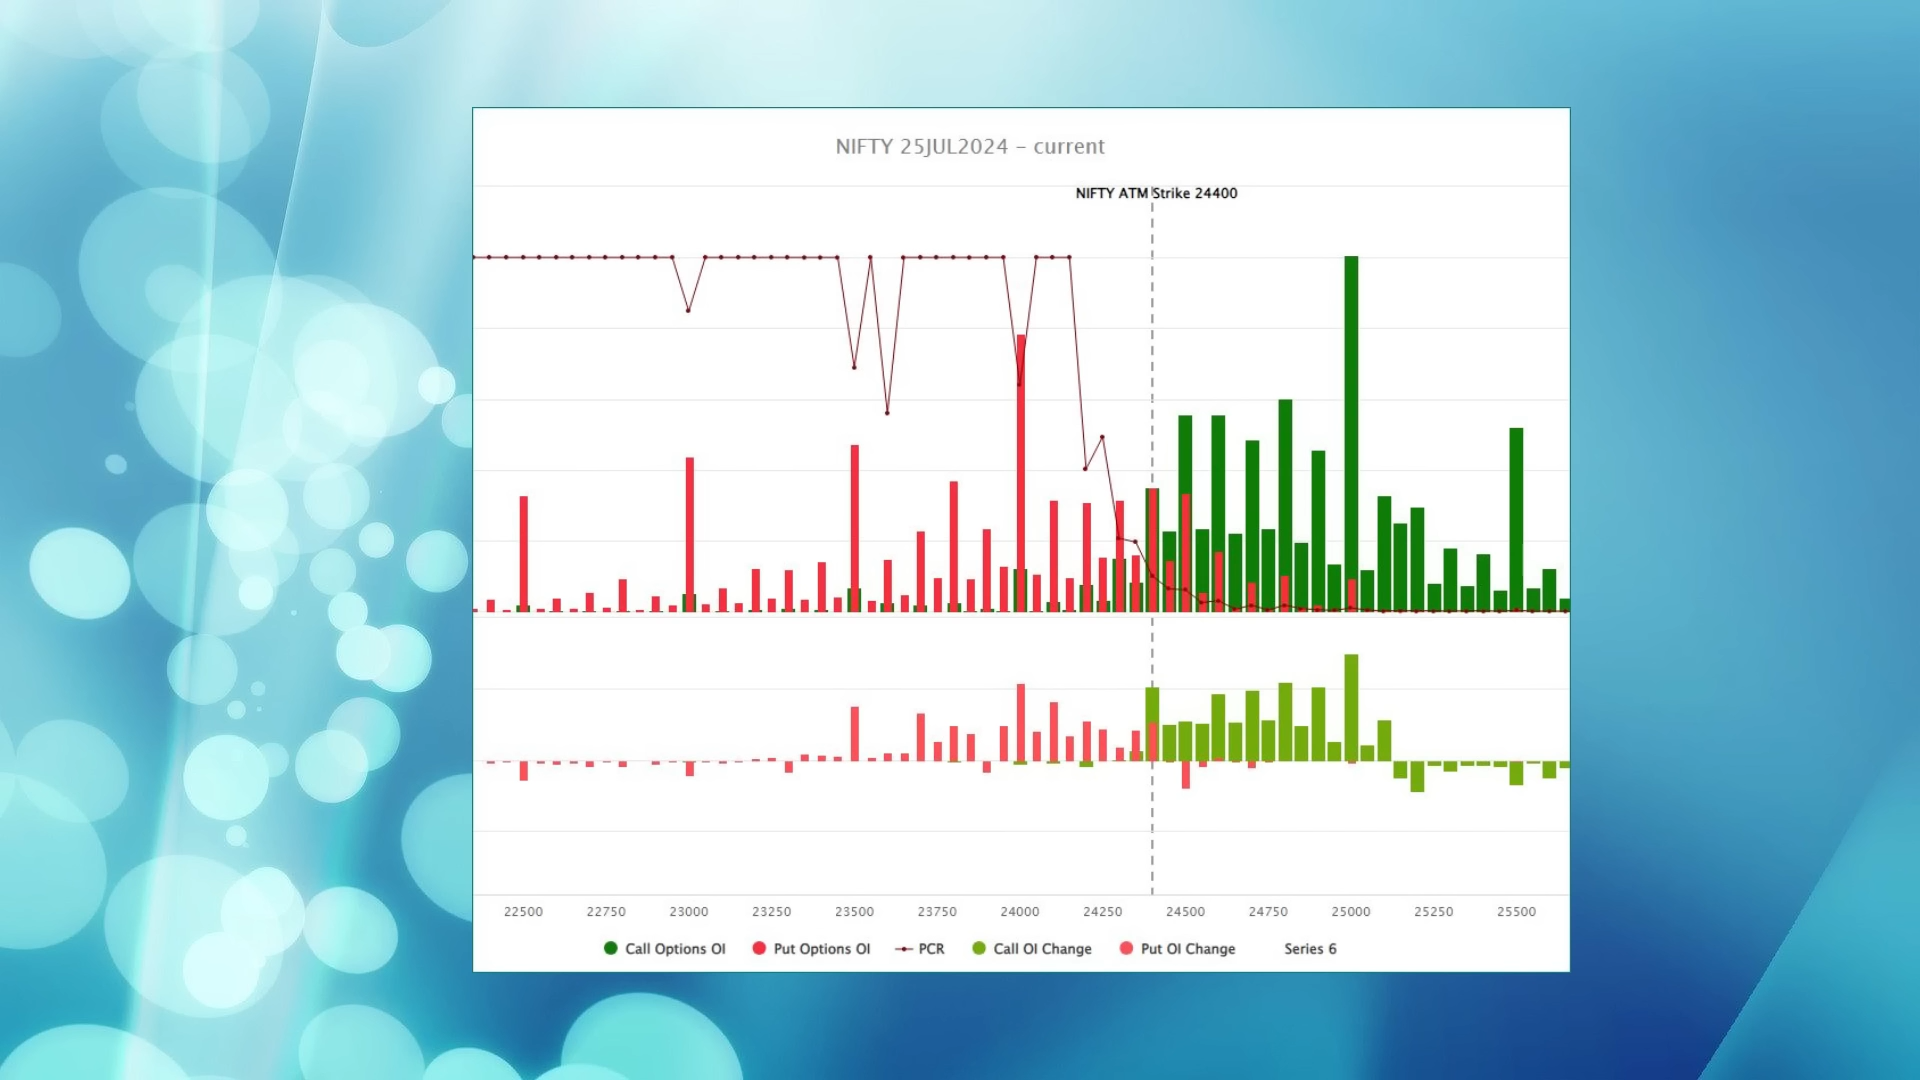 NIFTY 25JUL2024 – current
NIFTY ATM Strike 24400
22500 22750 23000 23250 23500 23750 24000 24250 24500 24750 25000 25250 25500
Call Options OI Put Options OI PCR Call OI Change Put OI Change Series 6